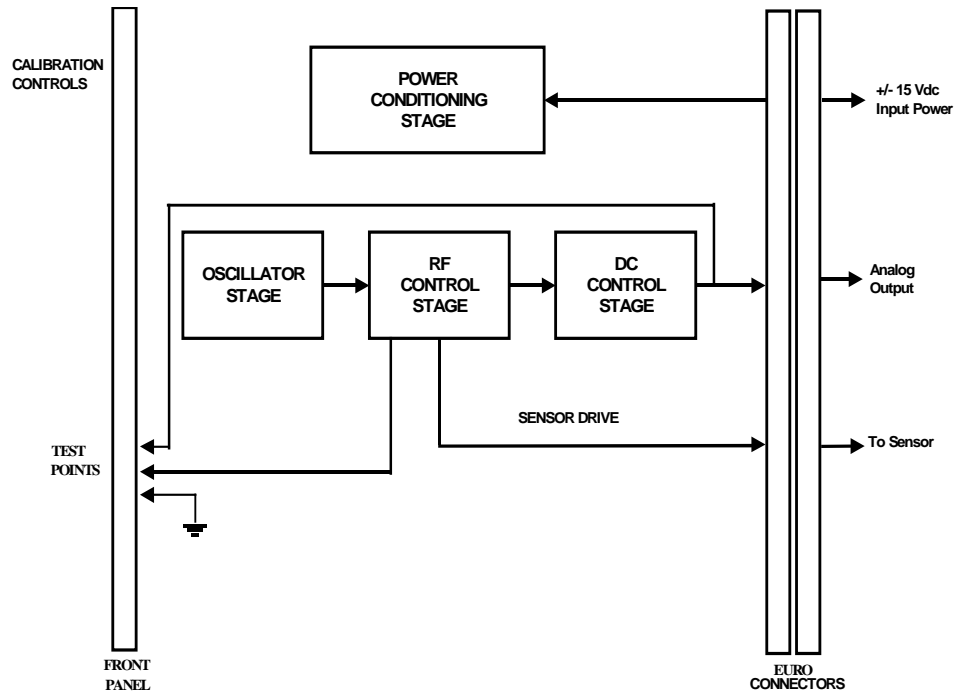 CALIBRATION
CONTROLS
POWER
CONDITIONING
STAGE
+/- 15 Vdc
Input Power
OSCILLATOR
STAGE
RF
CONTROL
STAGE
DC
CONTROL
STAGE
Analog
Output
SENSOR DRIVE
TEST
POINTS
To Sensor
FRONT
PANEL
EURO
CONNECTORS